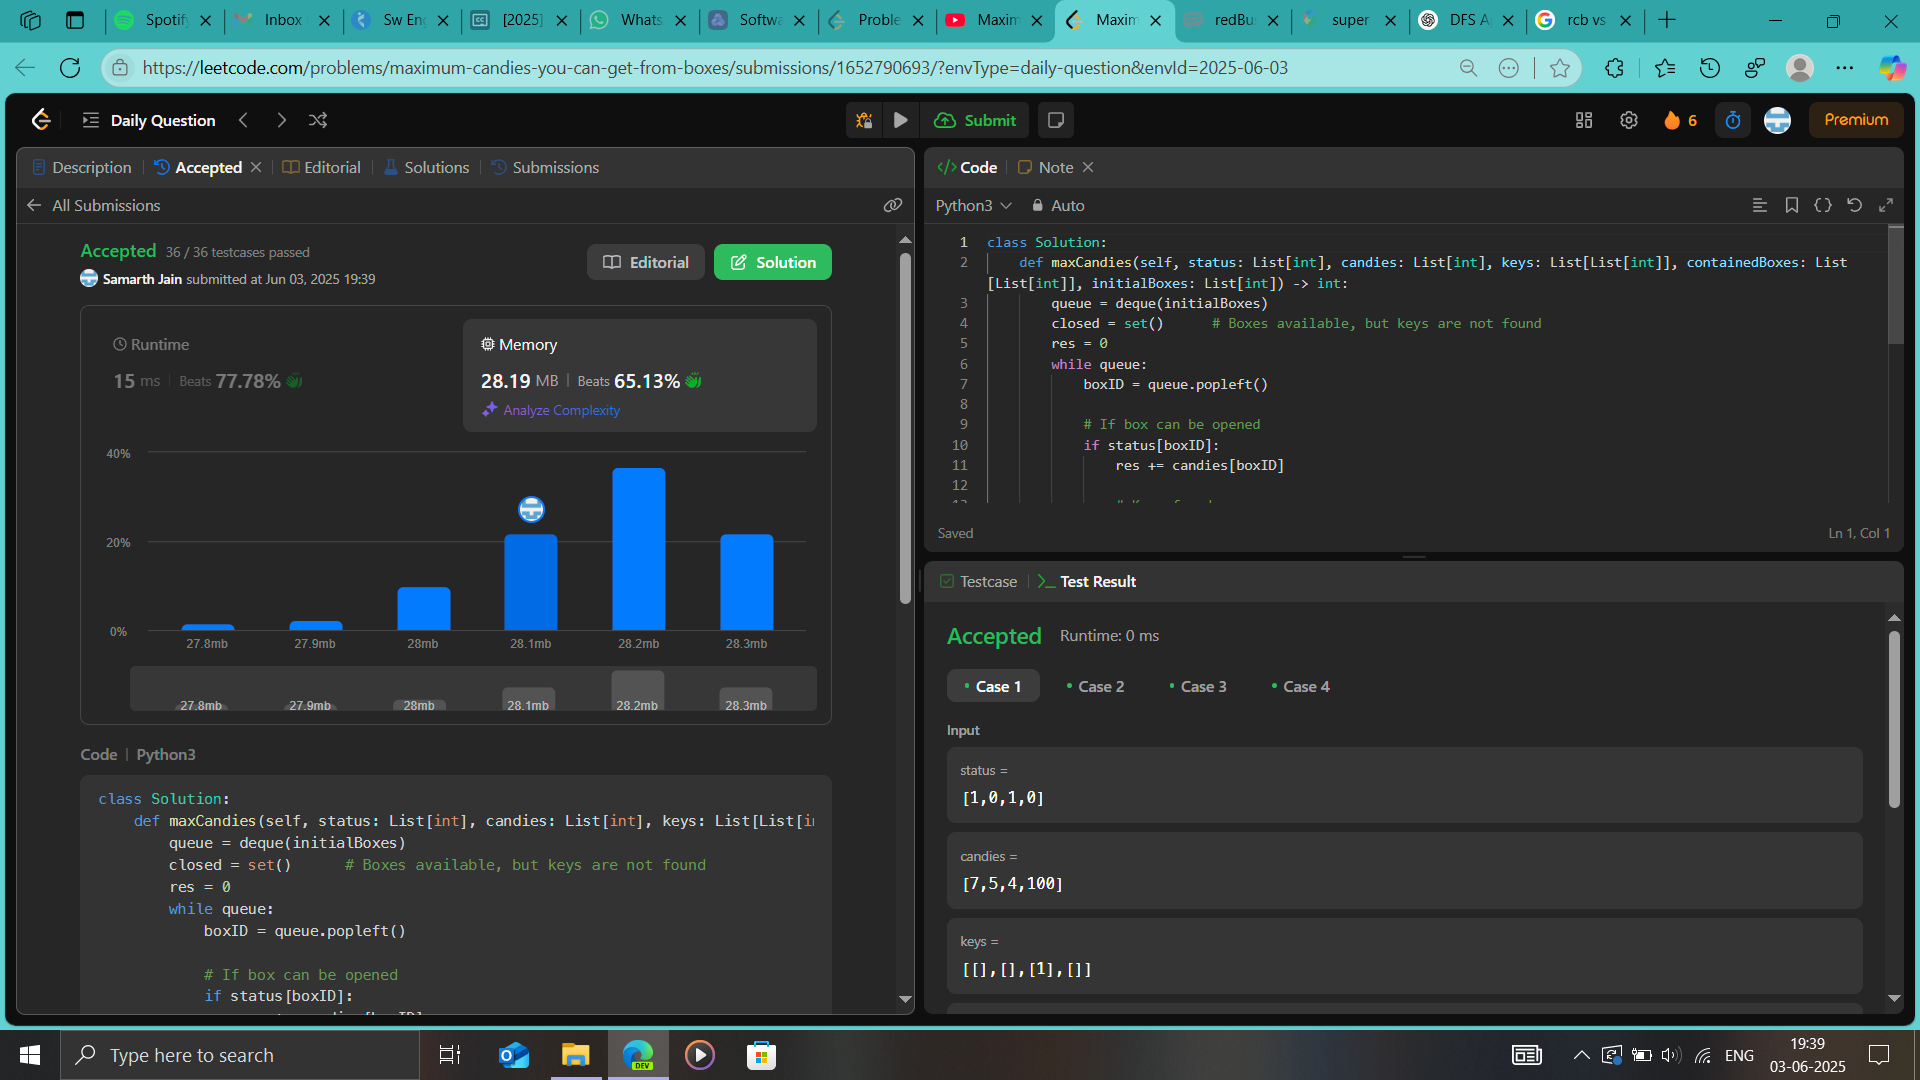 Spotify
Inbox
Sw En
[2025]
Whats
Softwa
Proble
Maxim
Maxim
redBu
super
DFS A
rcb vs
https://leetcode.com/problems/maximum-candies-you-can-get-from-boxes/submissions/1652790693/?envType=daily-question&envId=2025-06-03
Daily Question
Submit
6
Premium
Description
Accepted
Editorial
Solutions
Submissions
All Submissions
Accepted 36 / 36 testcases passed
Samarth Jain submitted at Jun 03, 2025 19:39
Editorial
Solution
Runtime
15 ms | Beats 77.78%
Memory
28.19 MB | Beats 65.13%
Analyze Complexity
40%
20%
0%
27.8mb 27.9mb 28mb 28.1mb 28.2mb 28.3mb
27.8mb 27.9mb 28mb 28.1mb 28.2mb 28.3mb
Code | Python3
class Solution:
def maxCandies(self, status: List[int], candies: List[int], keys: List[List[in
queue = deque(initialBoxes)
closed = set() # Boxes available, but keys are not found
res = 0
while queue:
boxID = queue.popleft()
# If box can be opened
if status[boxID]:
Code
Note
Python3
Auto
1 class Solution:
2 def maxCandies(self, status: List[int], candies: List[int], keys: List[List[int]], containedBoxes: List
[List[int]], initialBoxes: List[int]) -> int:
3 queue = deque(initialBoxes)
4 closed = set() # Boxes available, but keys are not found
5 res = 0
6 while queue:
7 boxID = queue.popleft()
8
9 # If box can be opened
10 if status[boxID]:
11 res += candies[boxID]
12
Saved
Ln 1, Col 1
Testcase
Test Result
Accepted Runtime: 0 ms
Case 1
Case 2
Case 3
Case 4
Input
status =
[1,0,1,0]
candies =
[7,5,4,100]
keys =
[[],[],[1],[]]
Type here to search
DEV
ENG
19:39
03-06-2025